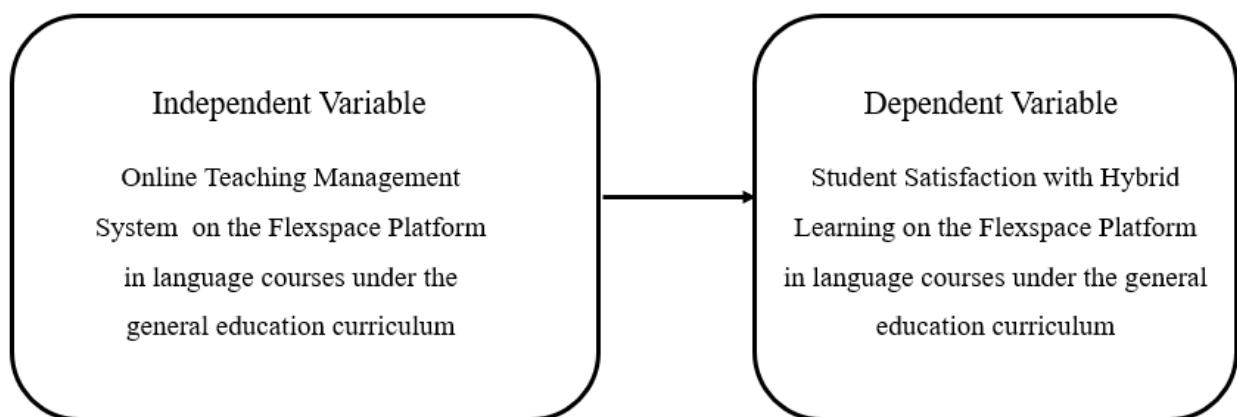 Independent Variable
Online Teaching Management
System on the Flexspace Platform
in language courses under the
general education curriculum
Dependent Variable
Student Satisfaction with Hybrid
Learning on the Flexspace Platform
in language courses under the general
education curriculum